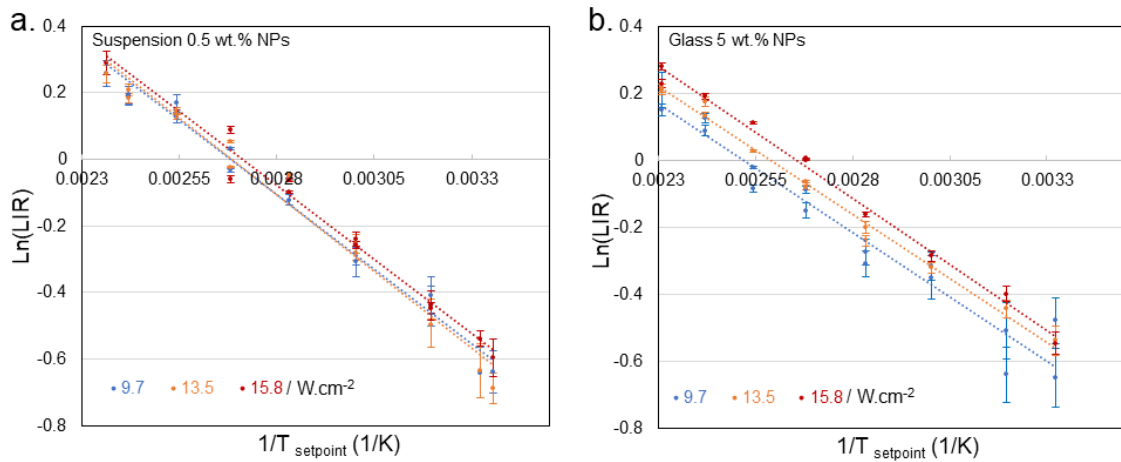 a.
Suspension 0.5 wt.% NPs
0.4
0.2
0
-0.2
-0.4
-0.6
-0.8
0.0023
0.00255
0.0028
0.00305
0.0033
Ln(LIR)
9.7 13.5 15.8 / W.cm-2
1/T setpoint (1/K)
b.
Glass 5 wt.% NPs
0.4
0.2
0
-0.2
-0.4
-0.6
-0.8
0.0023
0.00255
0.0028
0.00305
0.0033
Ln(LIR)
9.7 13.5 15.8 / W.cm-2
1/T setpoint (1/K)